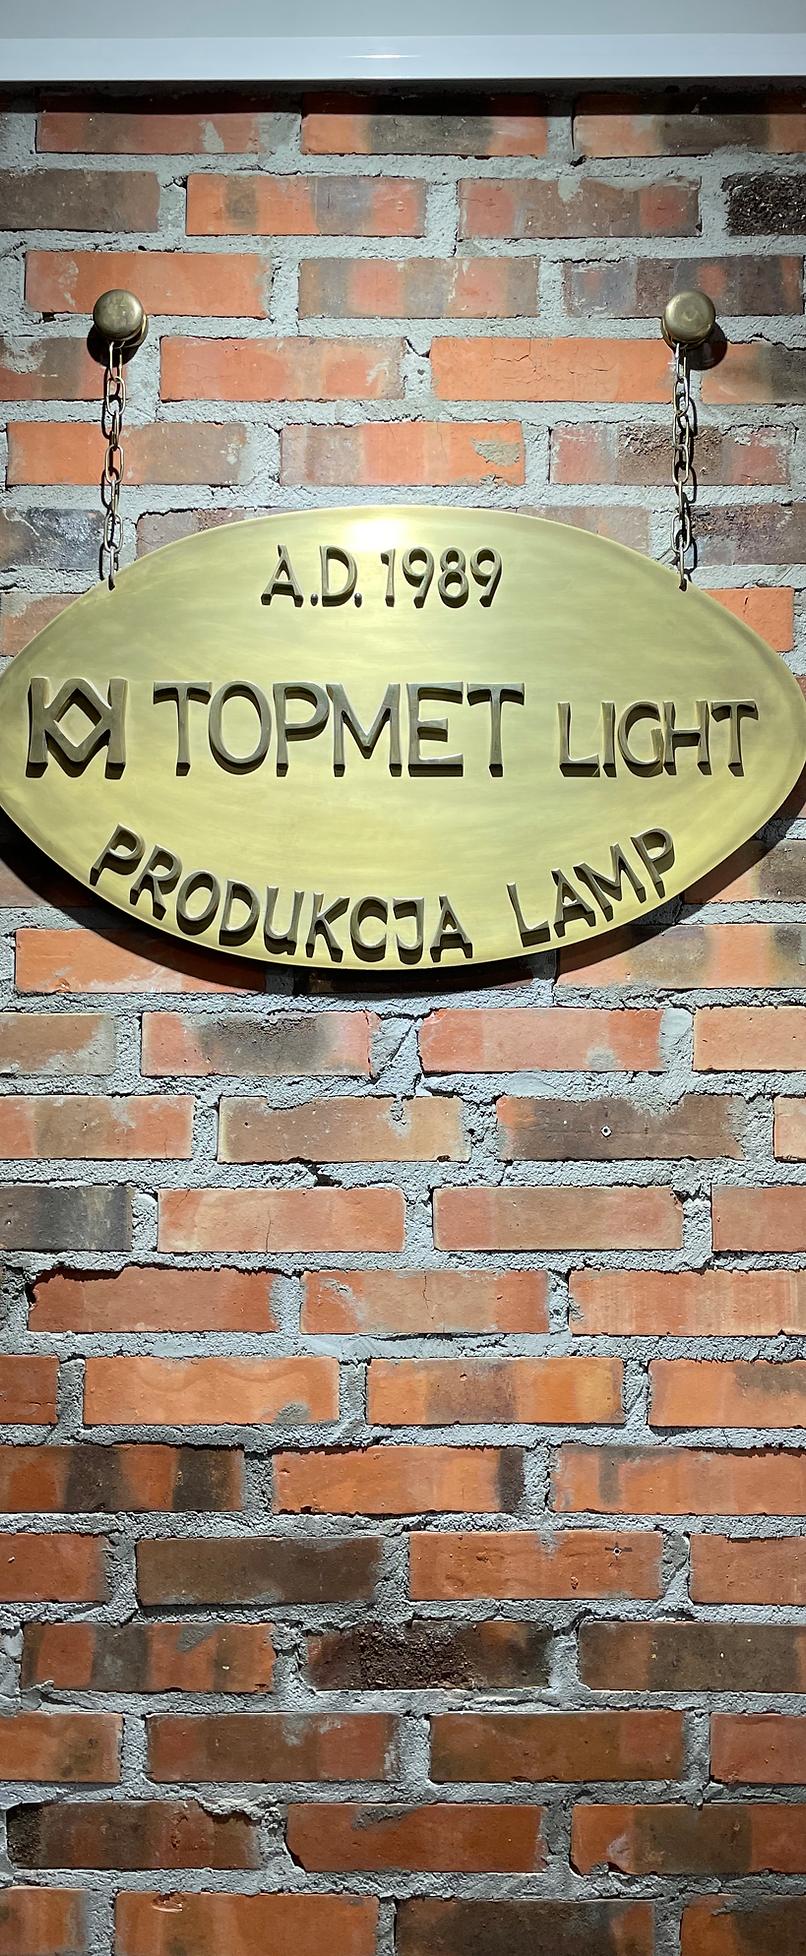 A.D. 1989
TOPMET LIGHT
PRODUKCJA LAMP